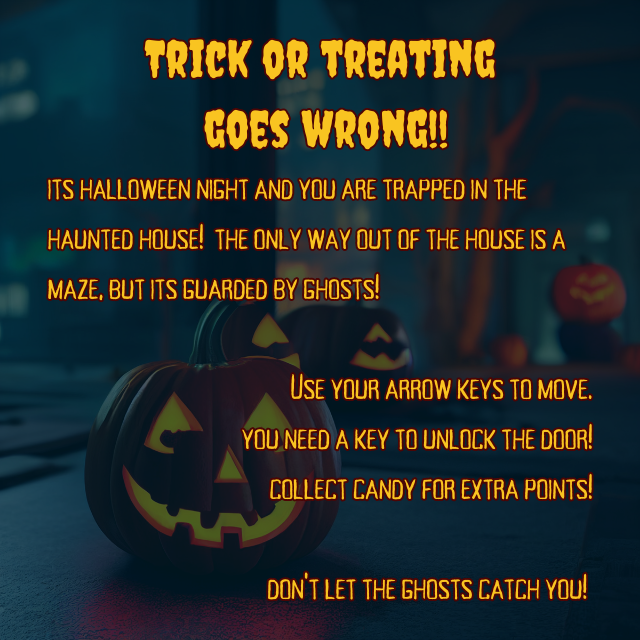 TRICK OR TREATING
GOES WRONG!!
ITS HALLOWEEN NIGHT AND YOU ARE TRAPPED IN THE
HAUNTED HOUSE! THE ONLY WAY OUT OF THE HOUSE IS A
MAZE, BUT ITS GUARDED BY GHOSTS!
USE YOUR ARROW KEYS TO MOVE.
YOU NEED A KEY TO UNLOCK THE DOOR!
COLLECT CANDY FOR EXTRA POINTS!
DON'T LET THE GHOSTS CATCH YOU!